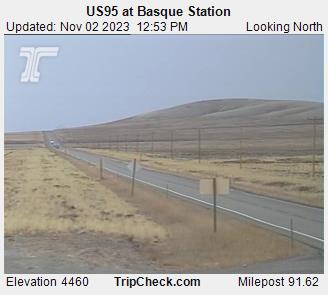 US95 at Basque Station
Updated: Nov 02 2023 12:53 PM Looking North
Elevation 4460 TripCheck.com Milepost 91.62